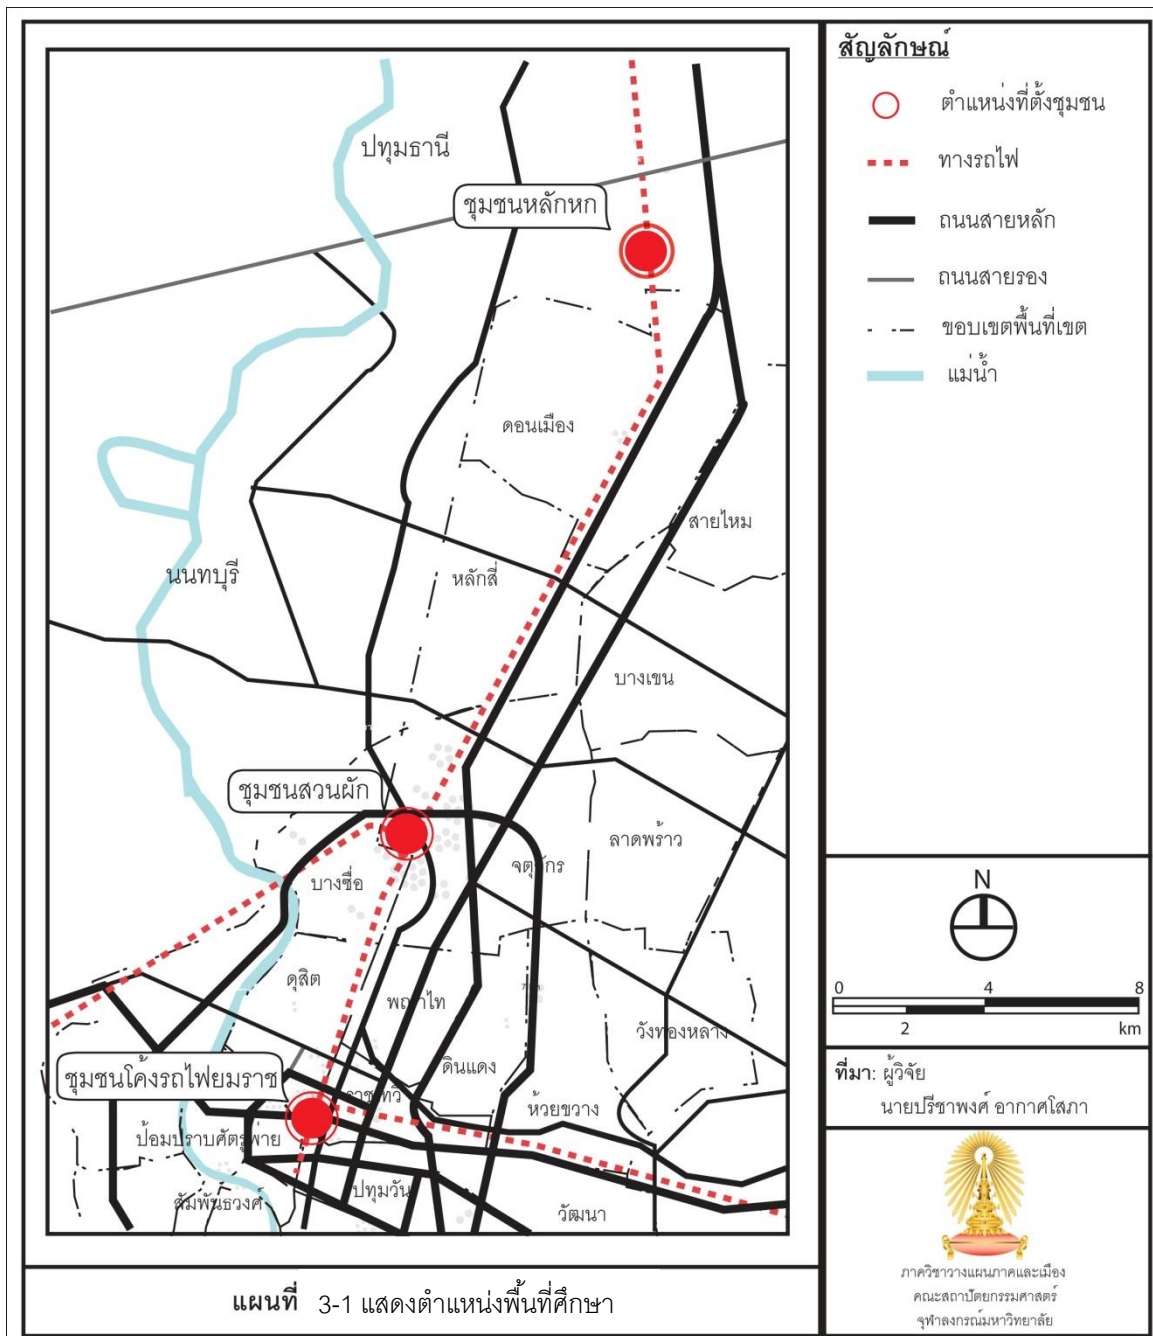 ปทุมธานี
ชุมชนหลักหก
ดอนเมือง
สายไหม
หลักสี่
นนทบุรี
บางเขน
ชุมชนสวนผัก
ลาดพร้าว
จตุจักร
บางซื่อ
ดุสิต
พญาไท
วังทองหลาง
ดินแดง
ชุมชนโค้งรถไฟยมราช
ราชเทวี
ห้วยขวาง
ป้อมปราบศัตรูพ่าย
ปทุมวัน
สัมพันธวงศ์
วัฒนา
แผนที่ 3-1 แสดงตำแหน่งพื้นที่ศึกษา
สัญลักษณ์
ตำแหน่งที่ตั้งชุมชน
ทางรถไฟ
ถนนสายหลัก
ถนนสายรอง
ขอบเขตพื้นที่เขต
แม่น้ำ
N
0 4 8
2 km
ที่มา: ผู้วิจัย
นายปรีชาพงศ์ อากาศโสภา
ภาควิชาวางแผนภาคและเมือง
คณะสถาปัตยกรรมศาสตร์
จุฬาลงกรณ์มหาวิทยาลัย